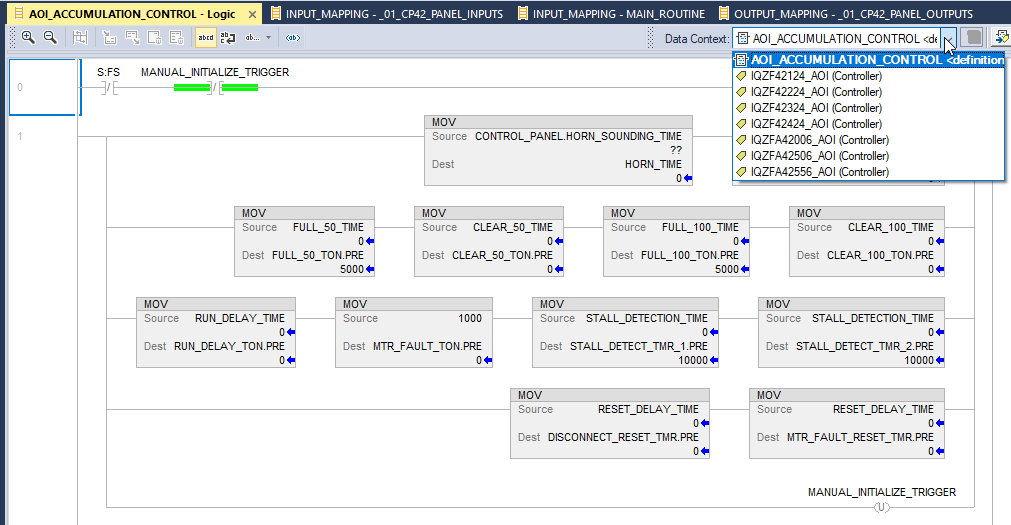 AOI_ACCUMULATION_CONTROL - Logic
INPUT_MAPPING - _01_CP42_PANEL_INPUTS
INPUT_MAPPING - MAIN_ROUTINE
OUTPUT_MAPPING - _01_CP42_PANEL_OUTPUTS
abcd
ab...
<ab>
Data Context:
AOI_ACCUMULATION_CONTROL <de
AOI_ACCUMULATION_CONTROL <definition
IQZF42124_AOI (Controller)
IQZF42224_AOI (Controller)
IQZF42324_AOI (Controller)
IQZF42424_AOI (Controller)
IQZFA42006_AOI (Controller)
IQZFA42506_AOI (Controller)
IQZFA42556_AOI (Controller)
0
S:FS
MANUAL_INITIALIZE_TRIGGER
1
MOV
Source CONTROL_PANEL.HORN_SOUNDING_TIME
??
Dest HORN_TIME
0
MOV
Source FULL_50_TIME
0
Dest FULL_50_TON.PRE
5000
MOV
Source CLEAR_50_TIME
0
Dest CLEAR_50_TON.PRE
0
MOV
Source FULL_100_TIME
0
Dest FULL_100_TON.PRE
5000
MOV
Source CLEAR_100_TIME
0
Dest CLEAR_100_TON.PRE
0
MOV
Source RUN_DELAY_TIME
0
Dest RUN_DELAY_TON.PRE
0
MOV
Source 1000
Dest MTR_FAULT_TON.PRE
0
MOV
Source STALL_DETECTION_TIME
0
Dest STALL_DETECT_TMR_1.PRE
10000
MOV
Source STALL_DETECTION_TIME
0
Dest STALL_DETECT_TMR_2.PRE
10000
MOV
Source RESET_DELAY_TIME
0
Dest DISCONNECT_RESET_TMR.PRE
0
MOV
Source RESET_DELAY_TIME
0
Dest MTR_FAULT_RESET_TMR.PRE
0
MANUAL_INITIALIZE_TRIGGER
U